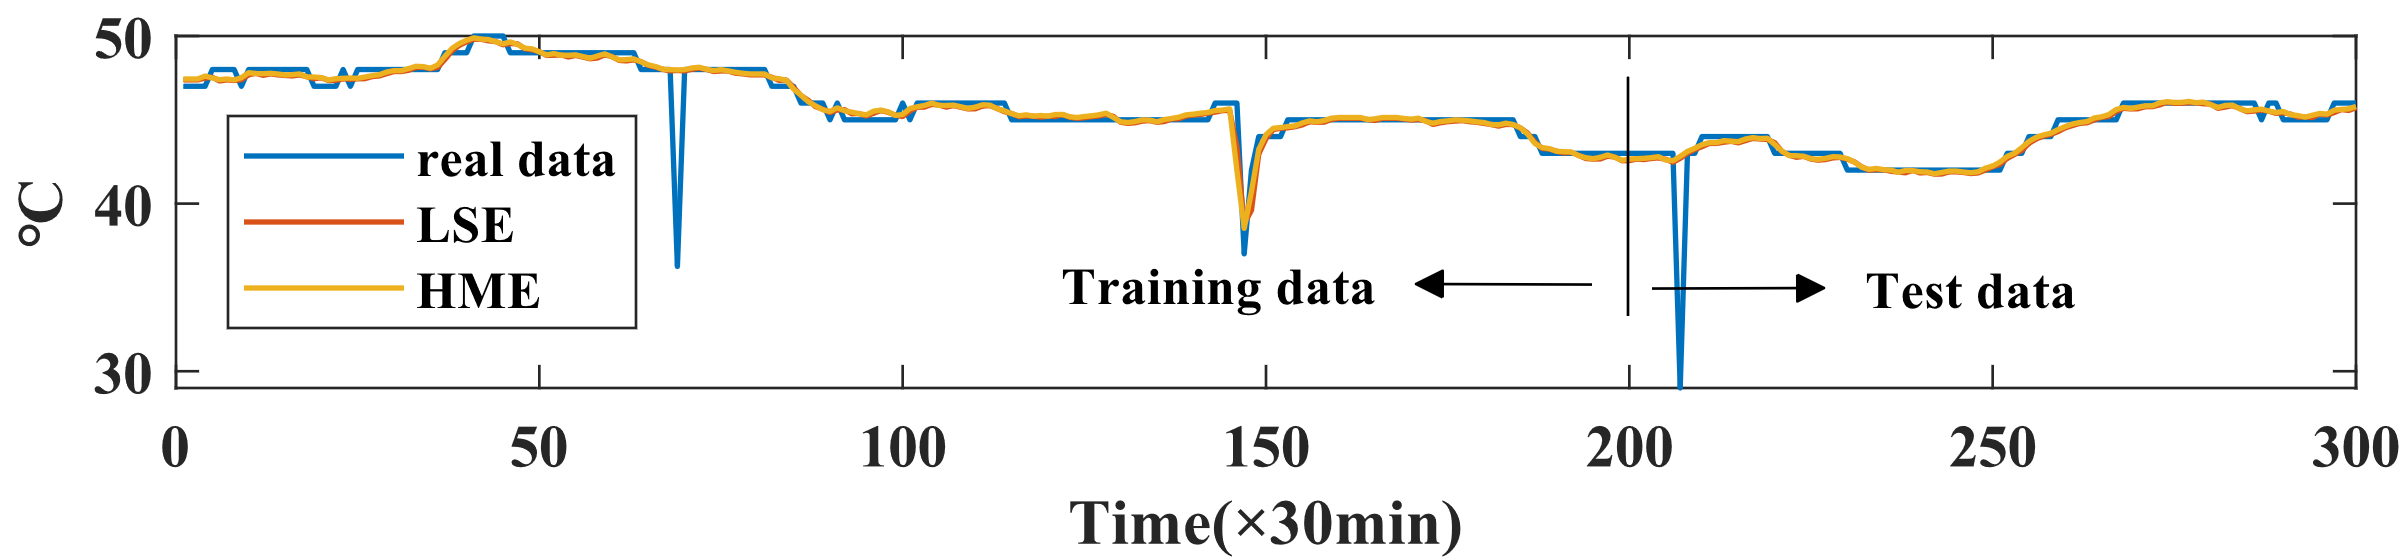 50
40
30
°C
real data
LSE
HME
Training data
Test data
0 50 100 150 200 250 300
Time(×30min)